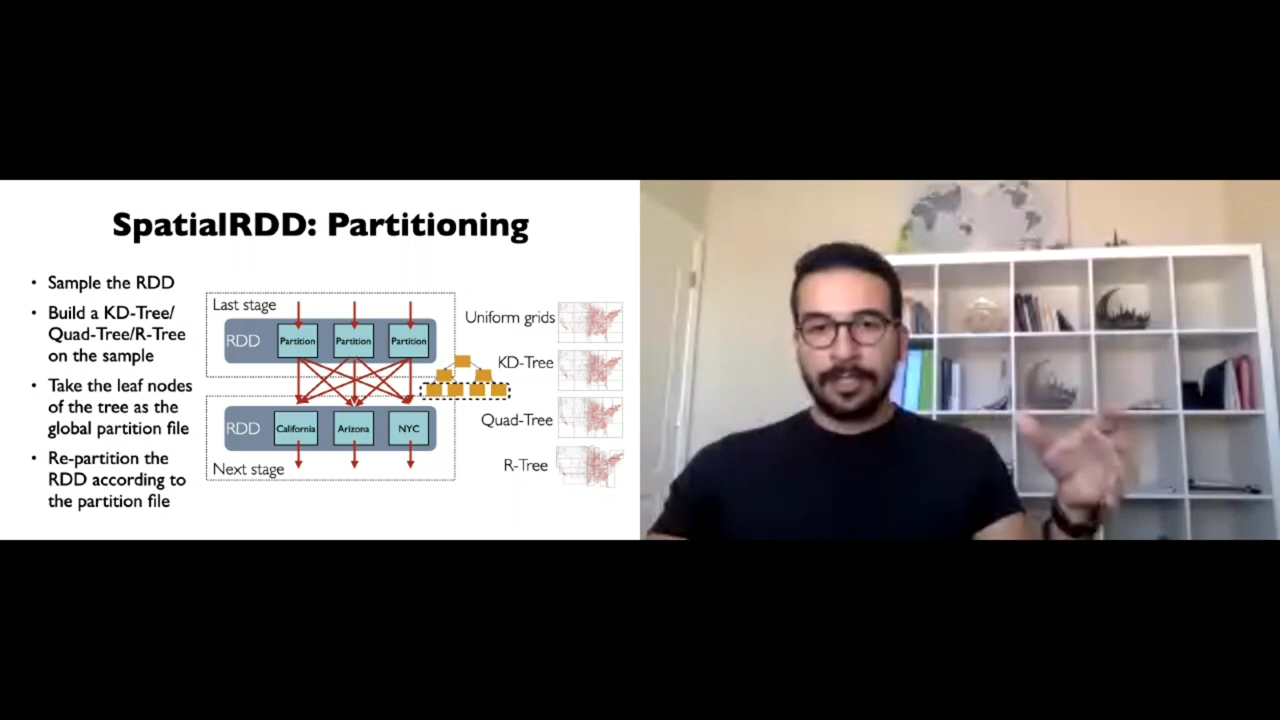 SpatialRDD: Partitioning
• Sample the RDD
• Build a KD-Tree/
Quad-Tree/R-Tree
on the sample
• Take the leaf nodes
of the tree as the
global partition file
• Re-partition the
RDD according to
the partition file
Last stage
RDD
Partition
Partition
Partition
RDD
California
Arizona
NYC
Next stage
Uniform grids
KD-Tree
Quad-Tree
R-Tree